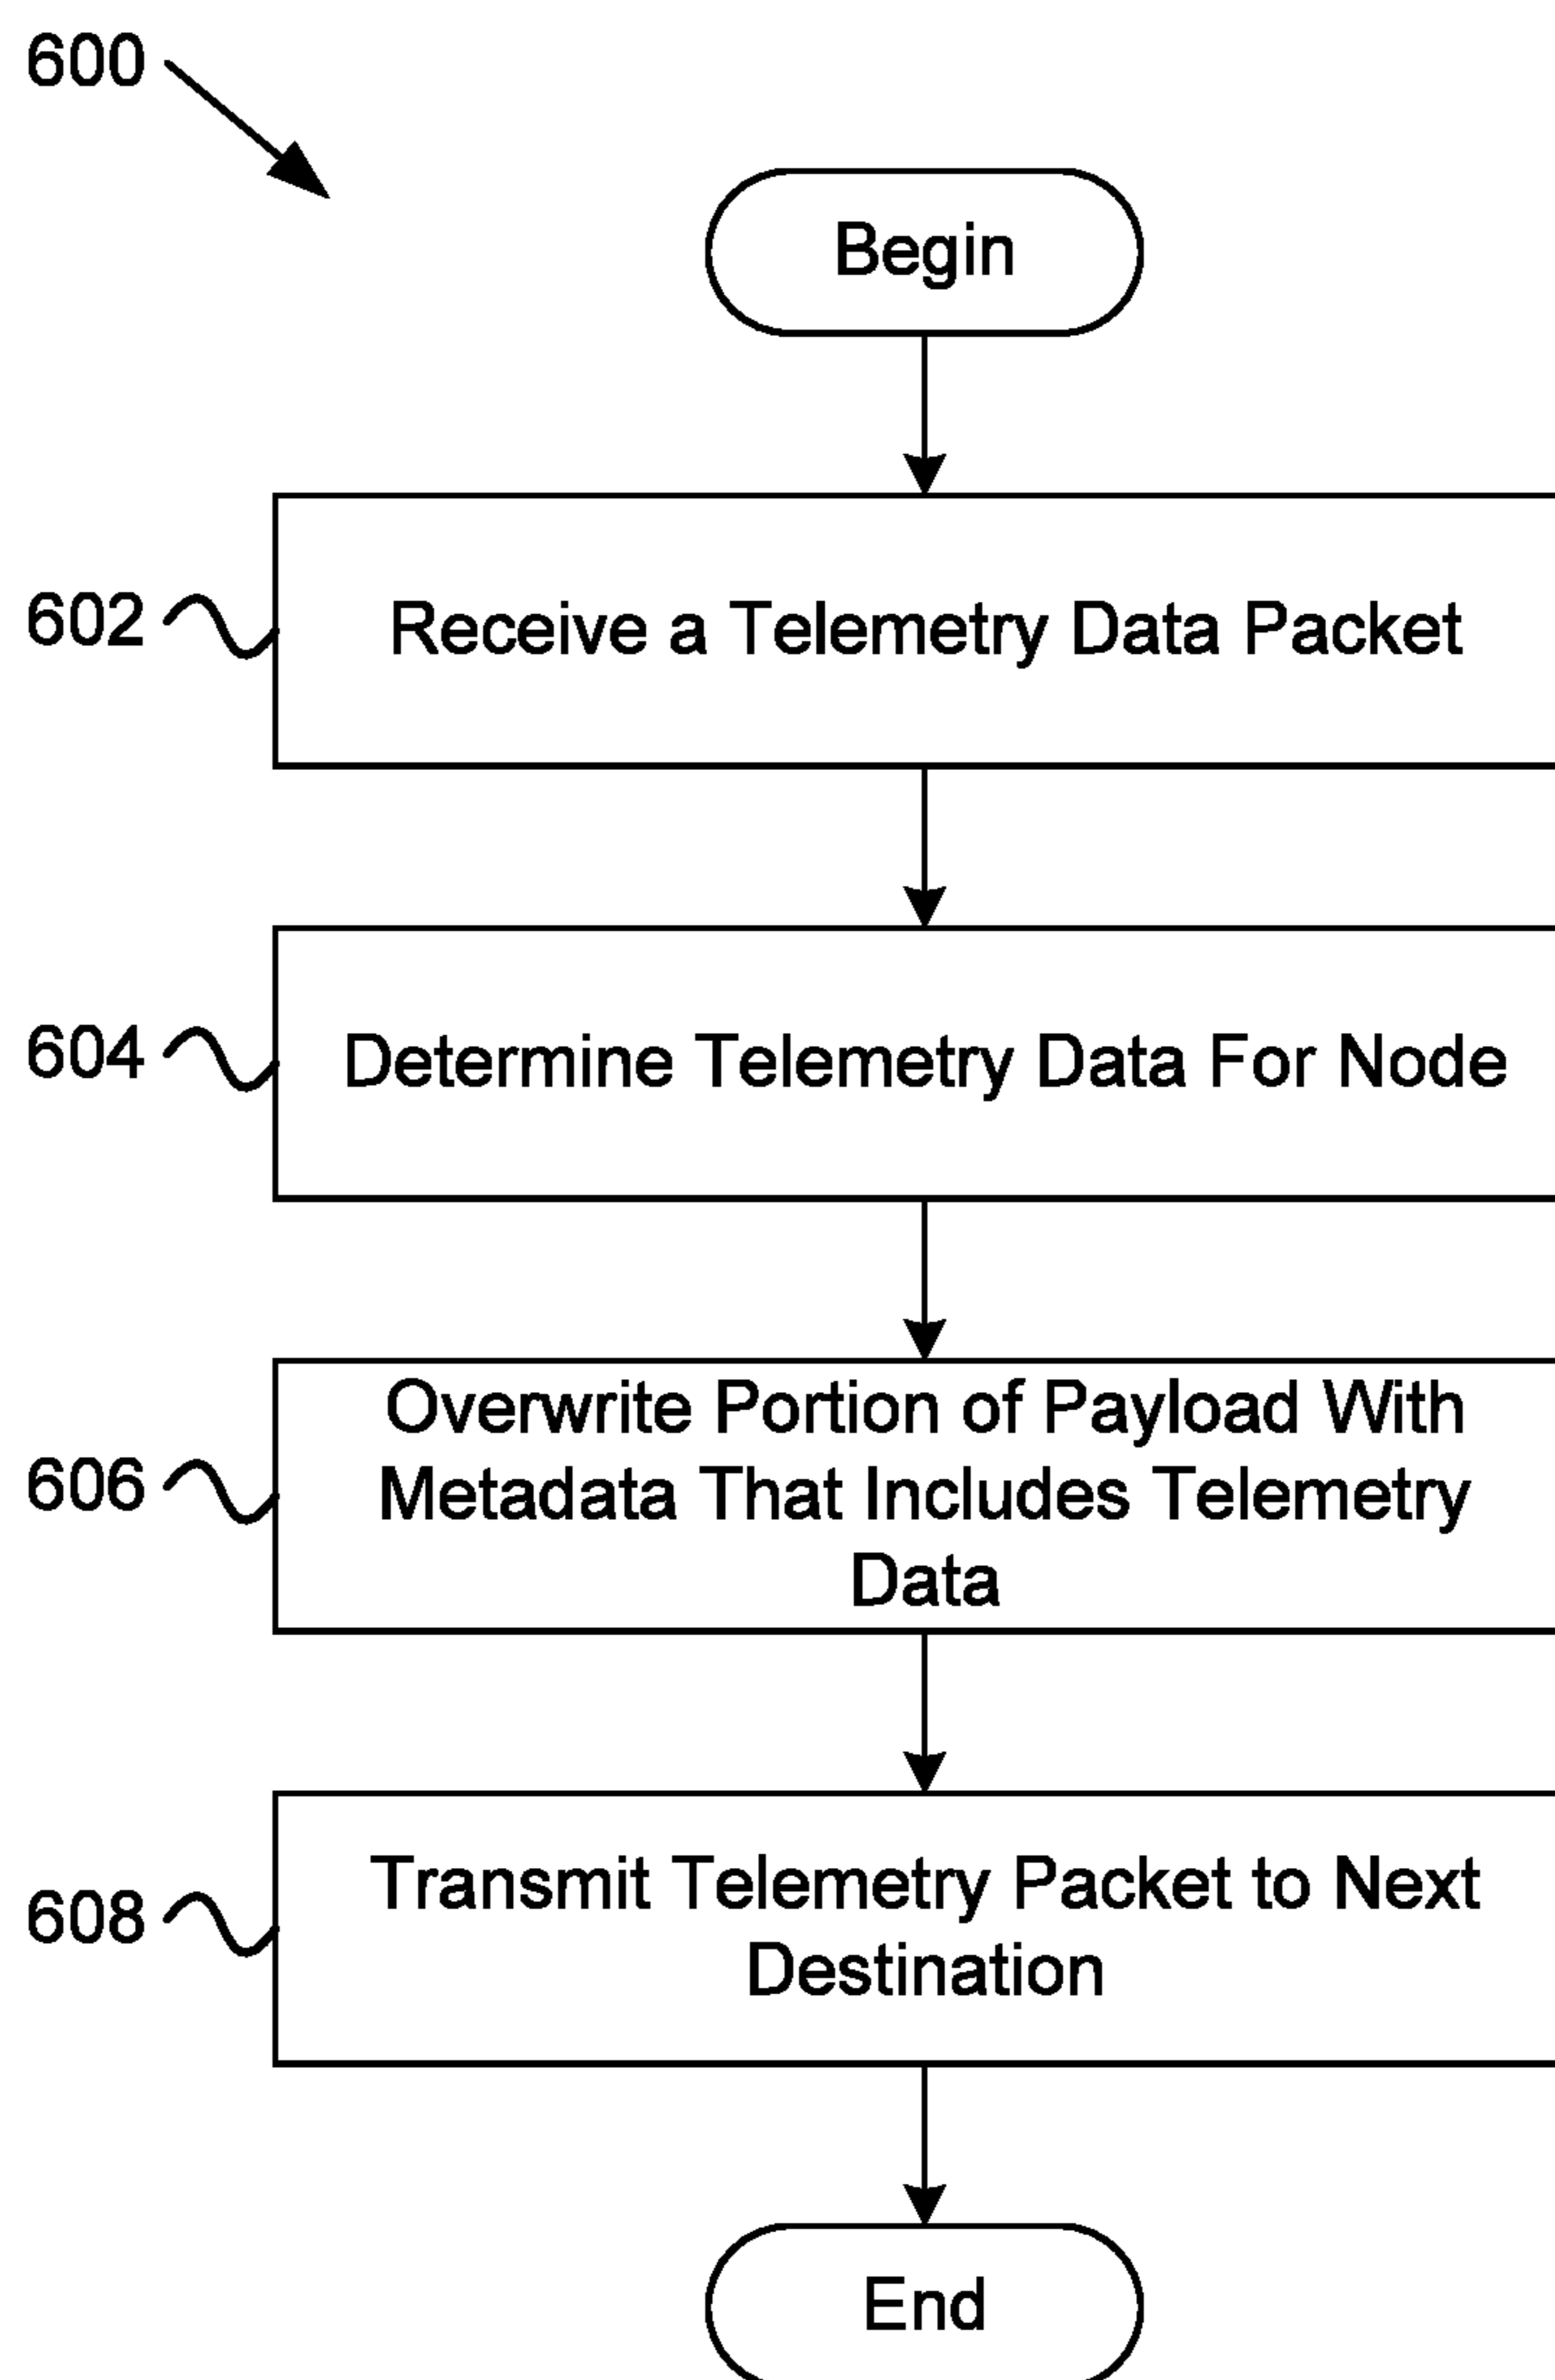 600
Begin
602
Receive a Telemetry Data Packet
604
Determine Telemetry Data For Node
606
Overwrite Portion of Payload With
Metadata That Includes Telemetry
Data
608
Transmit Telemetry Packet to Next
Destination
End